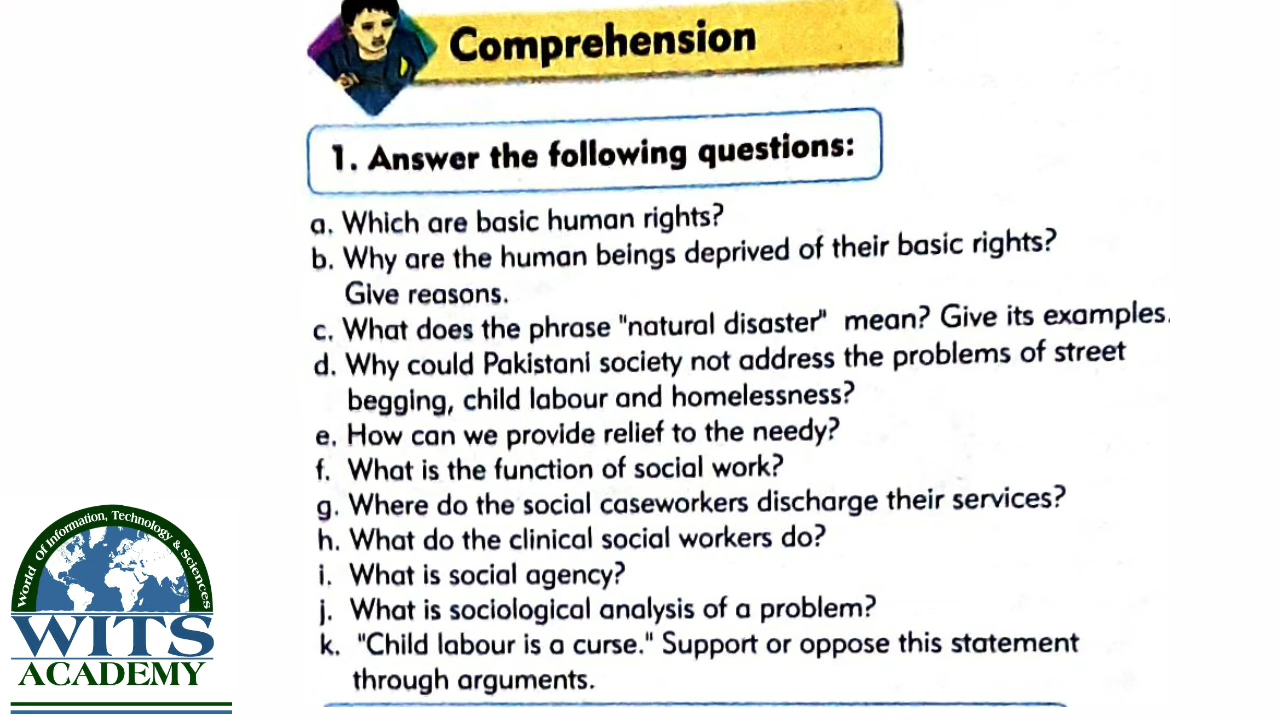 Comprehension
1. Answer the following questions:
a. Which are basic human rights?
b. Why are the human beings deprived of their basic rights?
Give reasons.
c. What does the phrase "natural disaster" mean? Give its examples.
d. Why could Pakistani society not address the problems of street
begging, child labour and homelessness?
e. How can we provide relief to the needy?
f. What is the function of social work?
g. Where do the social caseworkers discharge their services?
h. What do the clinical social workers do?
i. What is social agency?
j. What is sociological analysis of a problem?
k. "Child labour is a curse." Support or oppose this statement
through arguments.
World Of Information, Technology & Sciences
WITS
ACADEMY